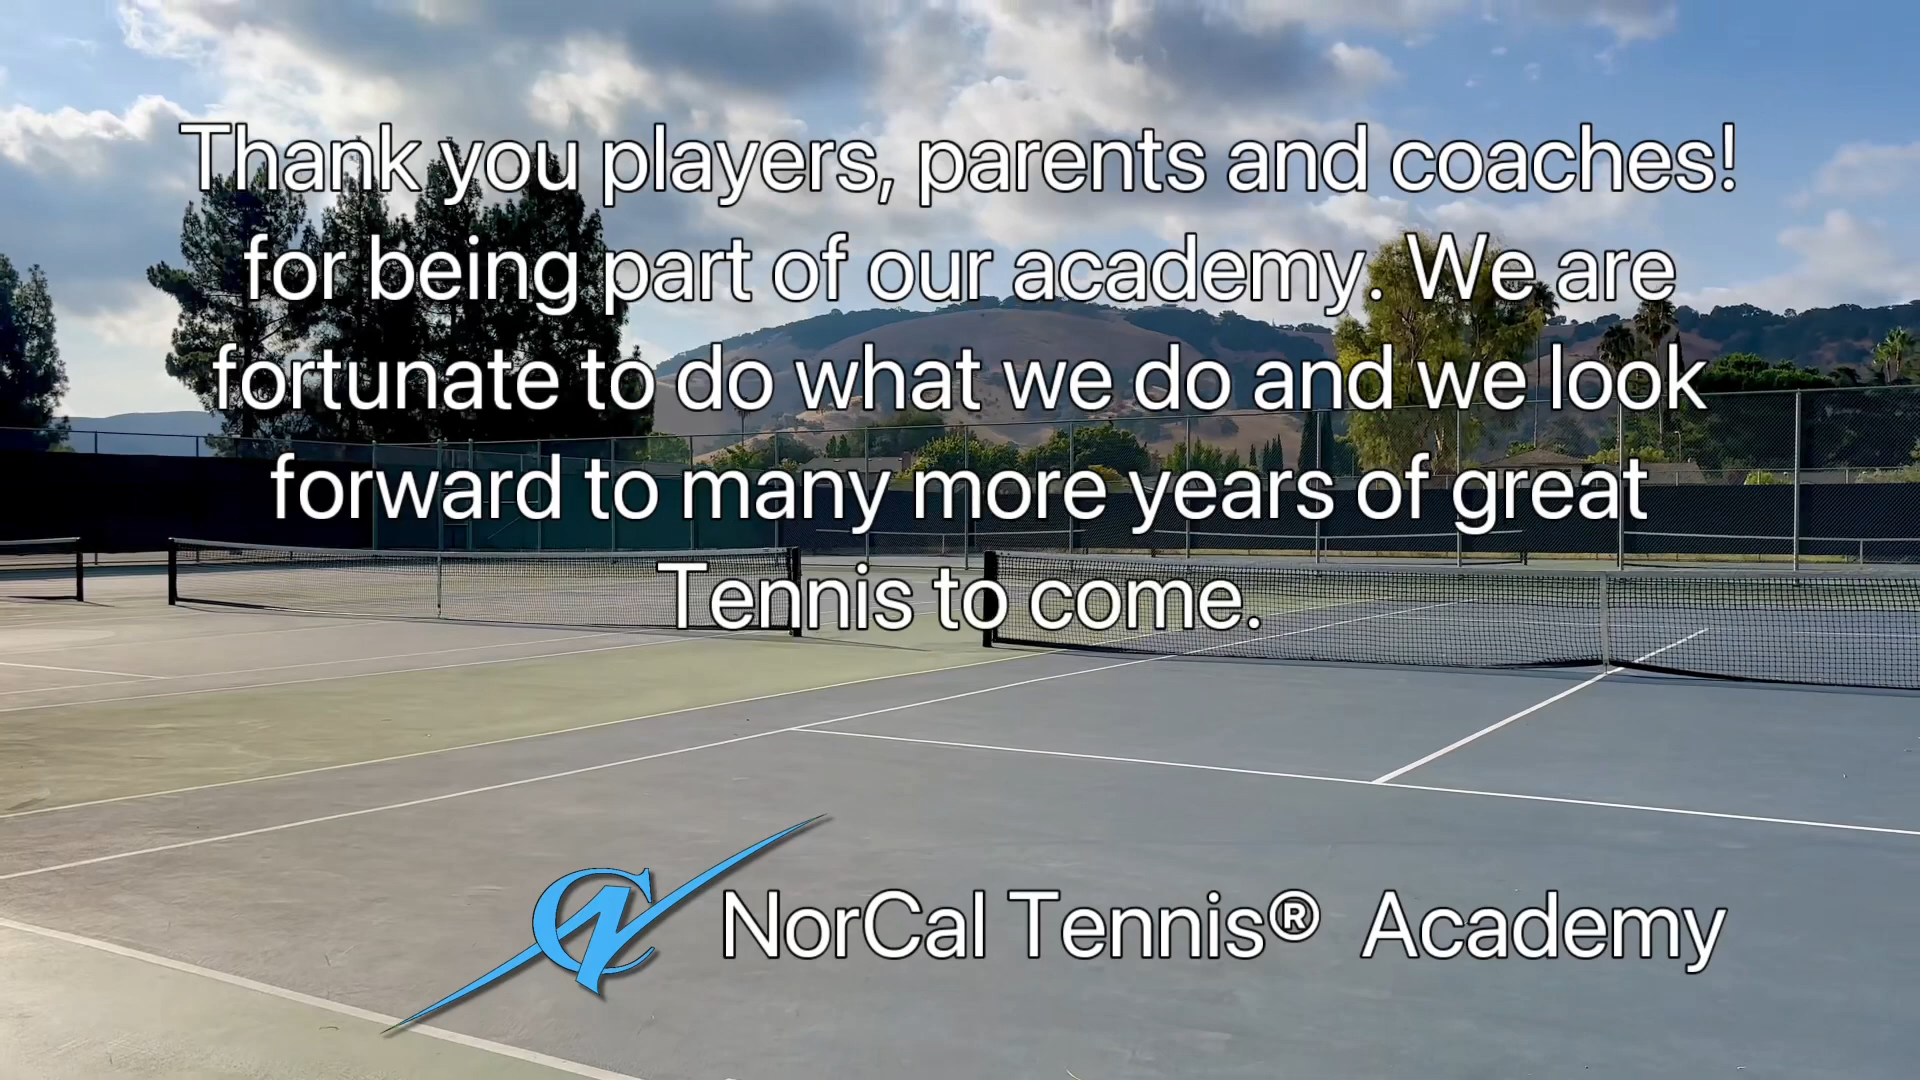 Thank you players, parents and coaches!
for being part of our academy. We are
fortunate to do what we do and we look
forward to many more years of great
Tennis to come.
NorCal Tennis® Academy